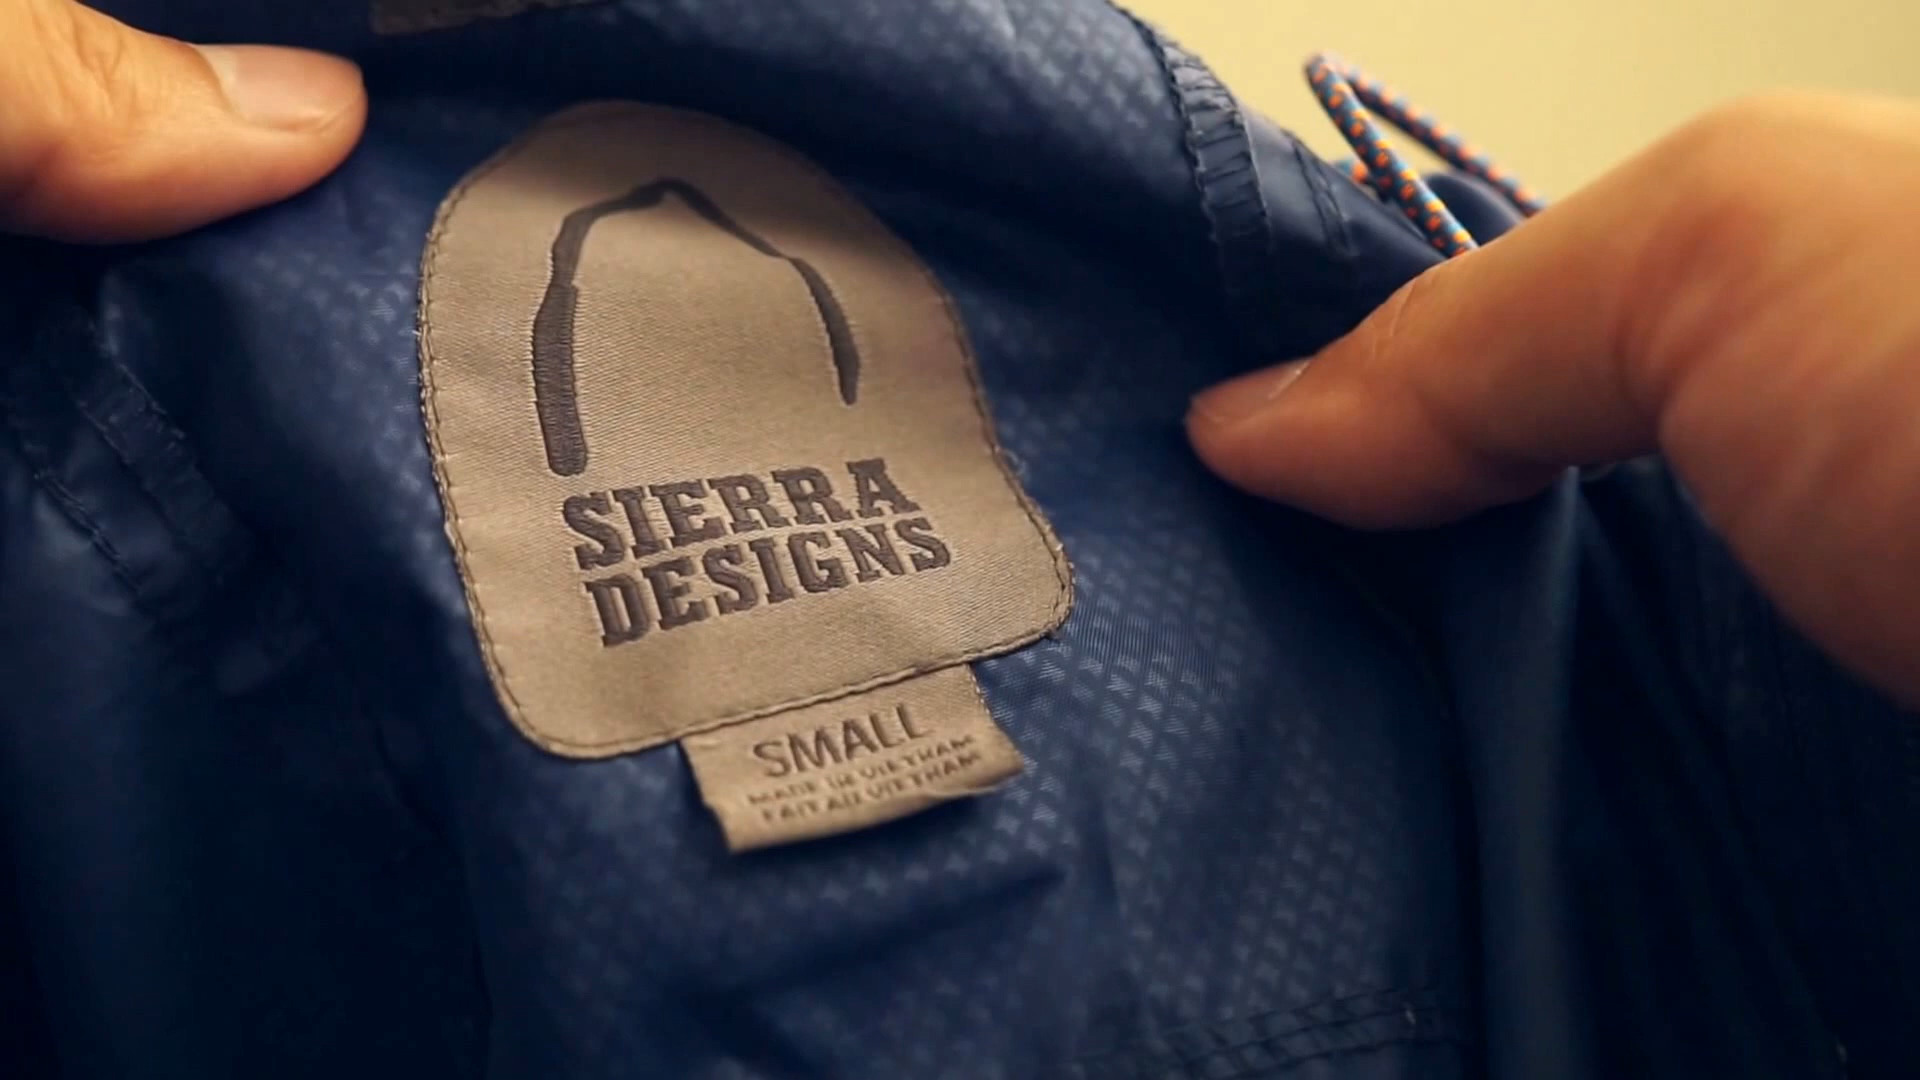 SIERRA
DESIGNS
SMALL
MADE IN VIETNAM
FAIT AU VIETNAM